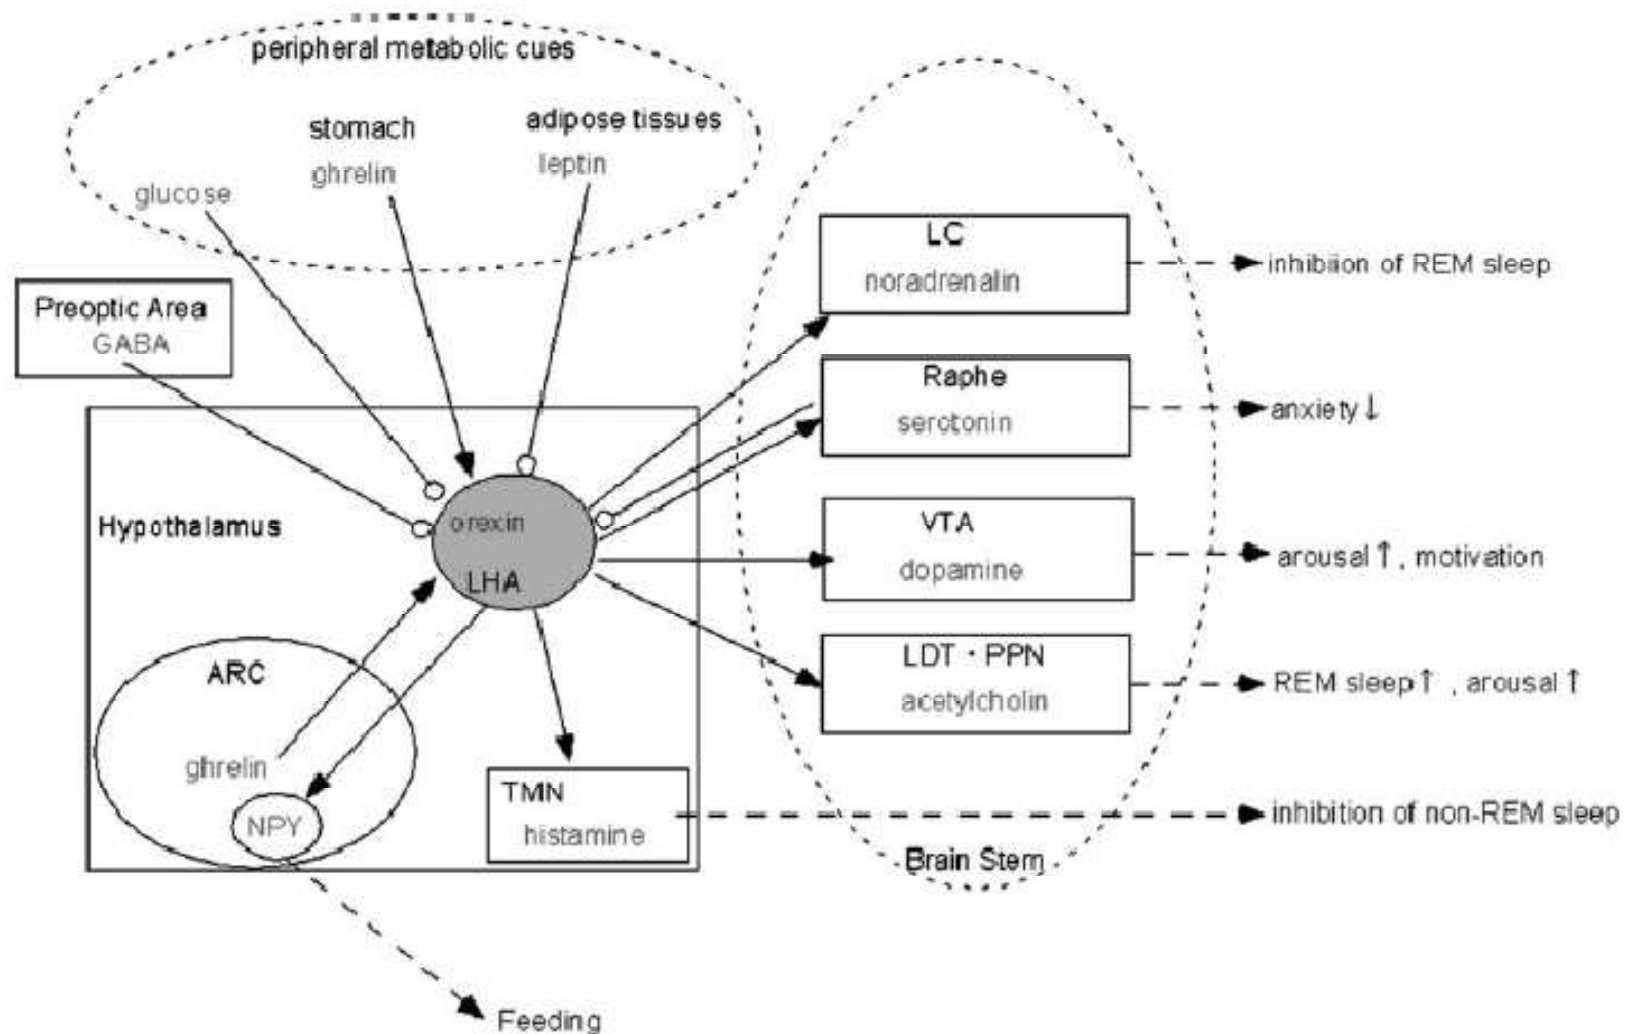 peripheral metabolic cues
stomach
ghrelin
adipose tissues
leptin
glucose
Preoptic Area
GABA
Hypothalamus
orexin
LHA
ARC
ghrelin
NPY
TMN
histamine
Feeding
LC
noradrenalin
Raphe
serotonin
VTA
dopamine
LDT・PPN
acetylcholin
Brain Stem
inhibiion of REM sleep
anxiety↓
arousal↑, motivation
REM sleep↑ , arousal↑
inhibition of non-REM sleep